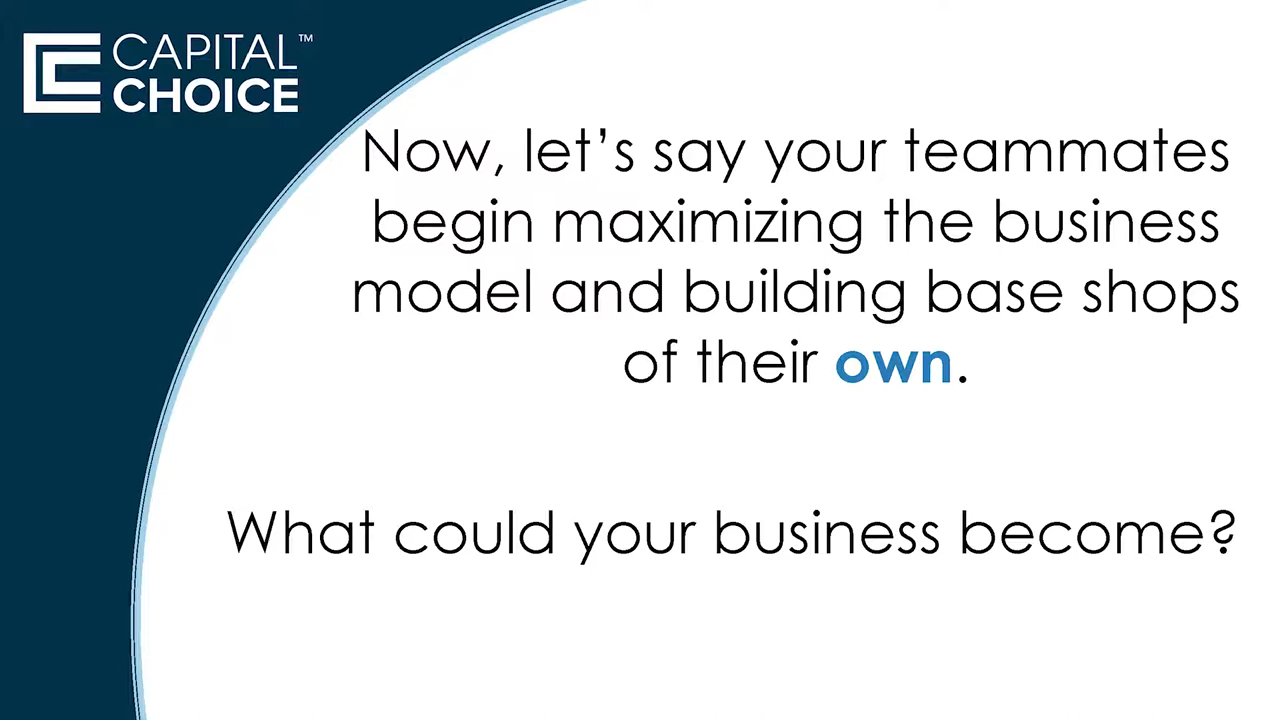 CAPITAL™
CHOICE
Now, let’s say your teammates
begin maximizing the business
model and building base shops
of their own.
What could your business become?